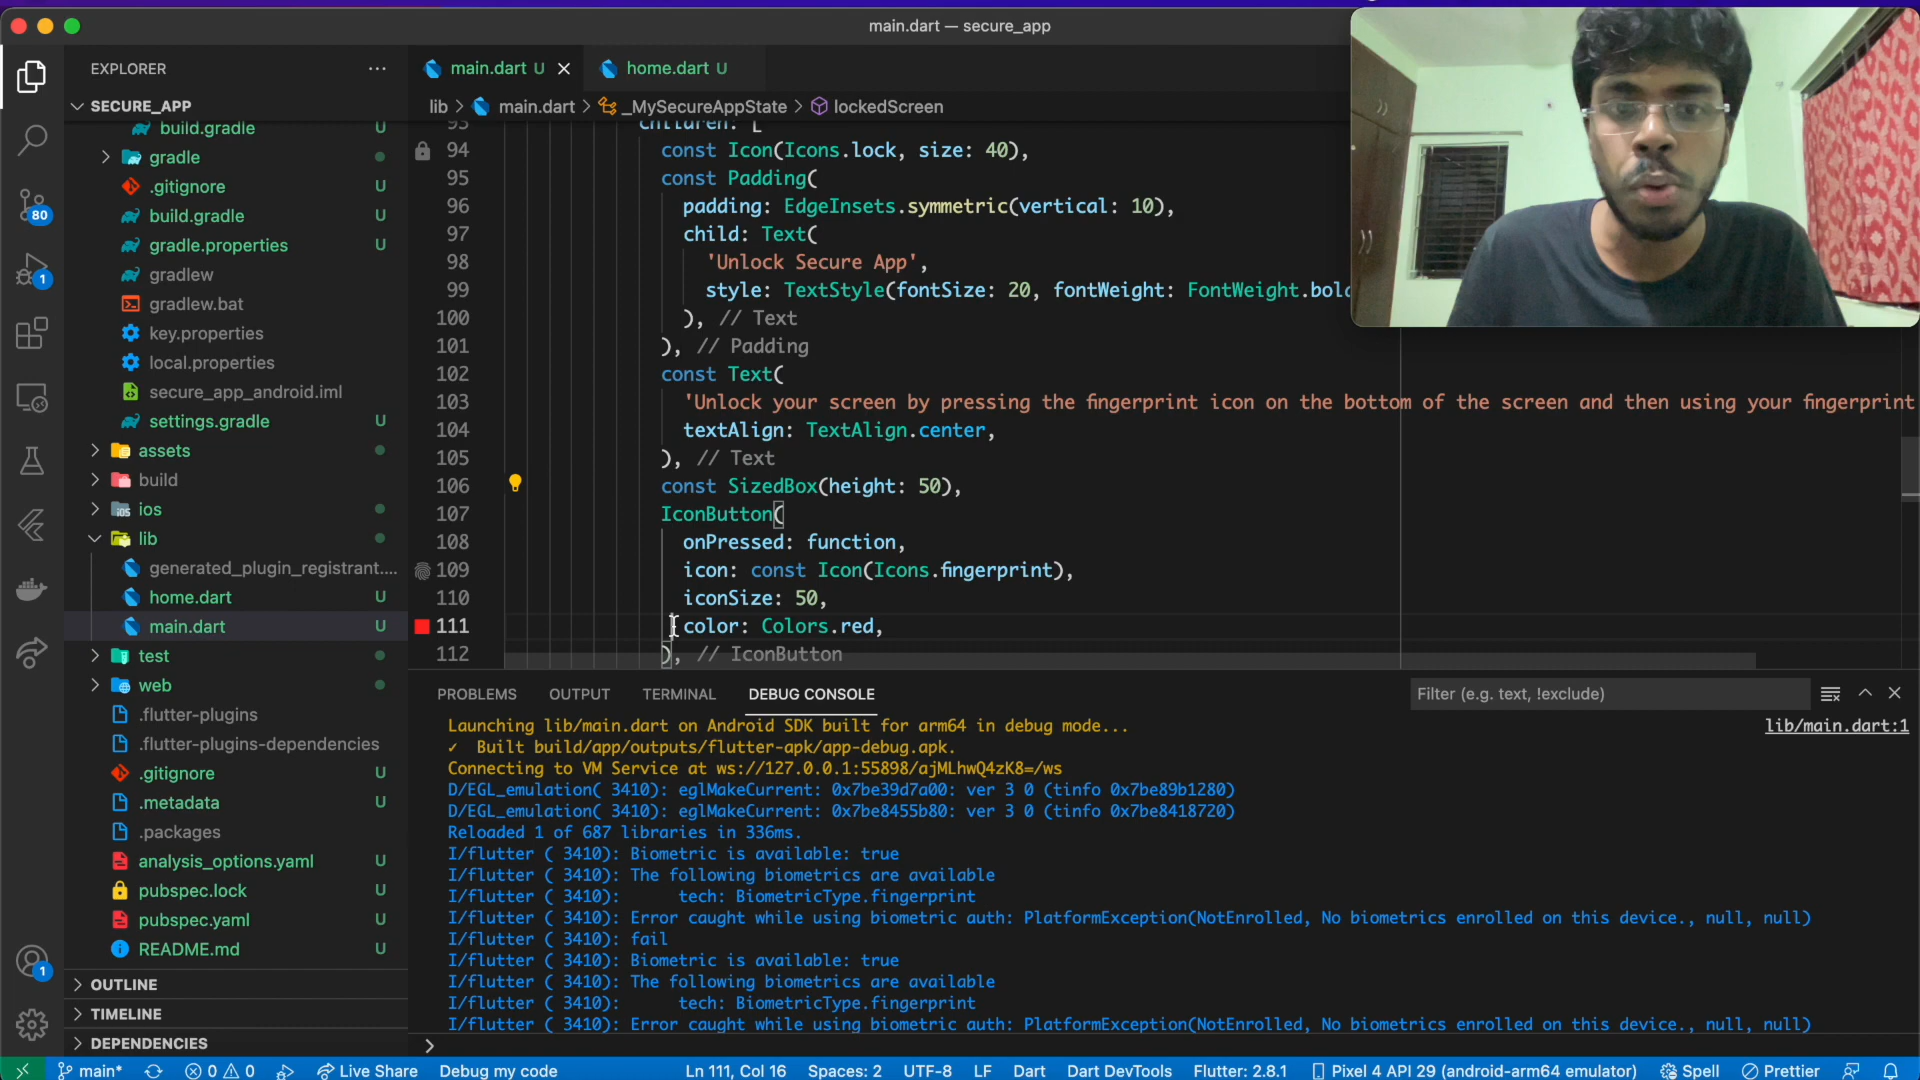 main.dart — secure_app
EXPLORER
main.dart U
home.dart U
SECURE_APP
lib > main.dart > _MySecureAppState > lockedScreen
build.gradle U
gradle
.gitignore U
build.gradle U
gradle.properties U
gradlew
gradlew.bat
key.properties
local.properties
secure_app_android.iml
settings.gradle U
assets
build
ios
lib
generated_plugin_registrant....
home.dart U
main.dart U
test
web
.flutter-plugins
.flutter-plugins-dependencies
.gitignore U
.metadata U
.packages
analysis_options.yaml U
pubspec.lock U
pubspec.yaml U
README.md U
OUTLINE
TIMELINE
DEPENDENCIES
80
1
1
93 children: [
94 const Icon(Icons.lock, size: 40),
95 const Padding(
96 padding: EdgeInsets.symmetric(vertical: 10),
97 child: Text(
98 'Unlock Secure App',
99 style: TextStyle(fontSize: 20, fontWeight: FontWeight.bold
100 ), // Text
101 ), // Padding
102 const Text(
103 'Unlock your screen by pressing the fingerprint icon on the bottom of the screen and then using your fingerprint
104 textAlign: TextAlign.center,
105 ), // Text
106 const SizedBox(height: 50),
107 IconButton(
108 onPressed: function,
109 icon: const Icon(Icons.fingerprint),
110 iconSize: 50,
111 color: Colors.red,
112 ), // IconButton
PROBLEMS OUTPUT TERMINAL DEBUG CONSOLE
Filter (e.g. text, !exclude)
Launching lib/main.dart on Android SDK built for arm64 in debug mode...
lib/main.dart:1
✓ Built build/app/outputs/flutter-apk/app-debug.apk.
Connecting to VM Service at ws://127.0.0.1:55898/ajMLhwQ4zK8=/ws
D/EGL_emulation( 3410): eglMakeCurrent: 0x7be39d7a00: ver 3 0 (tinfo 0x7be89b1280)
D/EGL_emulation( 3410): eglMakeCurrent: 0x7be8455b80: ver 3 0 (tinfo 0x7be8418720)
Reloaded 1 of 687 libraries in 336ms.
I/flutter ( 3410): Biometric is available: true
I/flutter ( 3410): The following biometrics are available
I/flutter ( 3410): tech: BiometricType.fingerprint
I/flutter ( 3410): Error caught while using biometric auth: PlatformException(NotEnrolled, No biometrics enrolled on this device., null, null)
I/flutter ( 3410): fail
I/flutter ( 3410): Biometric is available: true
I/flutter ( 3410): The following biometrics are available
I/flutter ( 3410): tech: BiometricType.fingerprint
I/flutter ( 3410): Error caught while using biometric auth: PlatformException(NotEnrolled, No biometrics enrolled on this device., null, null)
main* 0 0 Live Share Debug my code Ln 111, Col 16 Spaces: 2 UTF-8 LF Dart Dart DevTools Flutter: 2.8.1 Pixel 4 API 29 (android-arm64 emulator) Spell Prettier